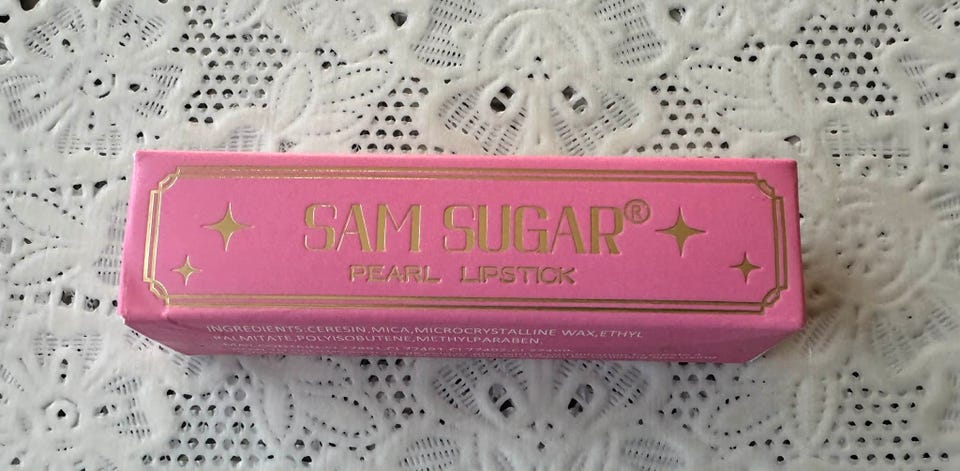 SAM SUGAR®
PEARL LIPSTICK
INGREDIENTS:CERESIN,MICA,MICROCRYSTALLINE WAX,ETHYL
PALMITATE,POLYISOBUTENE,METHYLPARABEN.